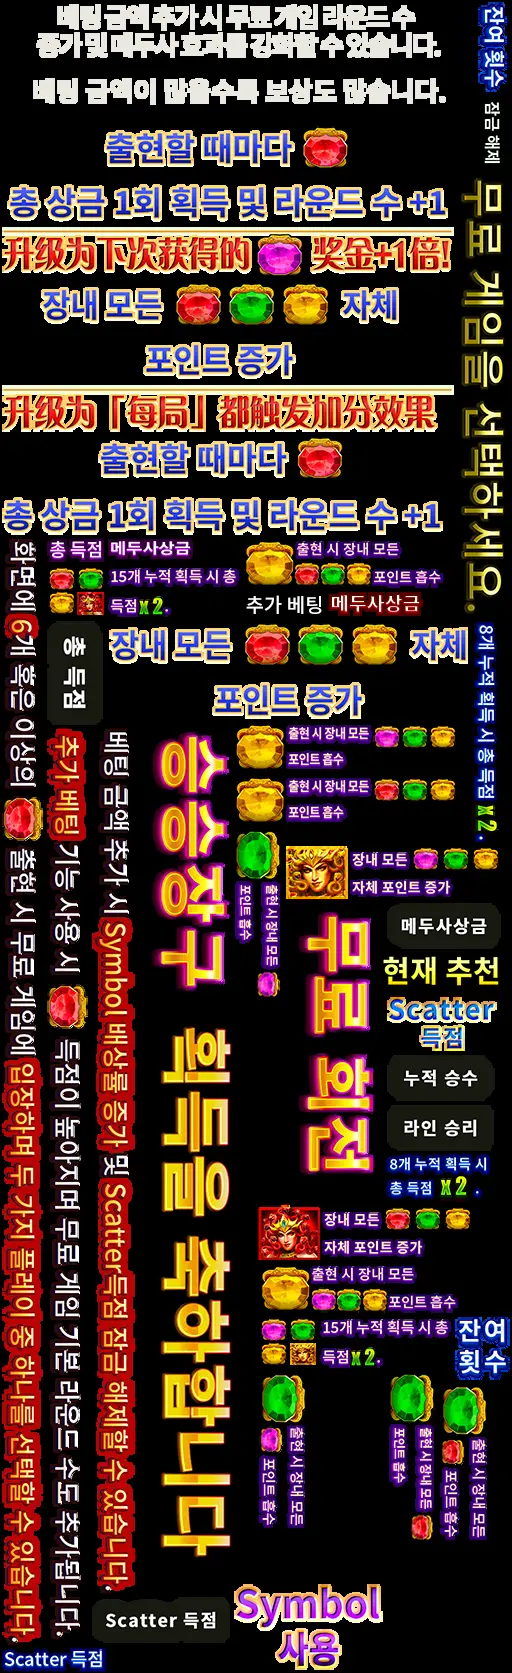 베팅 금액 추가 시 무료 게임 라운드 수
증가 및 메두사 효과를 강화할 수 있습니다.
베팅 금액이 많을수록 보상도 많습니다.
출현할 때마다
총 상금 1회 획득 및 라운드 수 +1
升级为下次获得的 奖金+1倍!
장내 모든 자체
포인트 증가
升级为「每局」都触发加分效果
출현할 때마다
총 상금 1회 획득 및 라운드 수 +1
잔여 횟수
잠금 해제
무료 게임을 선택하세요.
총 득점 메두사상금
15개 누적 획득 시 총
득점 x2.
출현 시 장내 모든
포인트 흡수
추가 베팅 메두사상금
총 득점
장내 모든 자체
포인트 증가
8개 누적 획득 시 총 득점 x2.
화면에 6개 혹은 이상의 출현 시 무료 게임에 입장하며 두 가지 플레이 중 하나를 선택할 수 있습니다.
추가 베팅 기능 사용 시 득점이 높아지며 무료 게임 기본 라운드 수도 추가됩니다.
베팅 금액 추가 시 Symbol 배상률 증가 및 Scatter득점 잠금 해제할 수 있습니다.
승승장구
획득을 축하합니다
출현 시 장내 모든
포인트 흡수
출현 시 장내 모든
포인트 흡수
출현 시 장내 모든
포인트 흡수
장내 모든
자체 포인트 증가
무료 회전
메두사상금
현재 추천
Scatter
득점
누적 승수
라인 승리
8개 누적 획득 시
총 득점 x2.
장내 모든
자체 포인트 증가
출현 시 장내 모든
포인트 흡수
15개 누적 획득 시 총
득점 x2.
잔여
횟수
출현 시 장내 모든
포인트 흡수
출현 시 장내 모든
포인트 흡수
출현 시 장내 모든
포인트 흡수
Scatter 득점
Symbol
사용
Scatter 득점